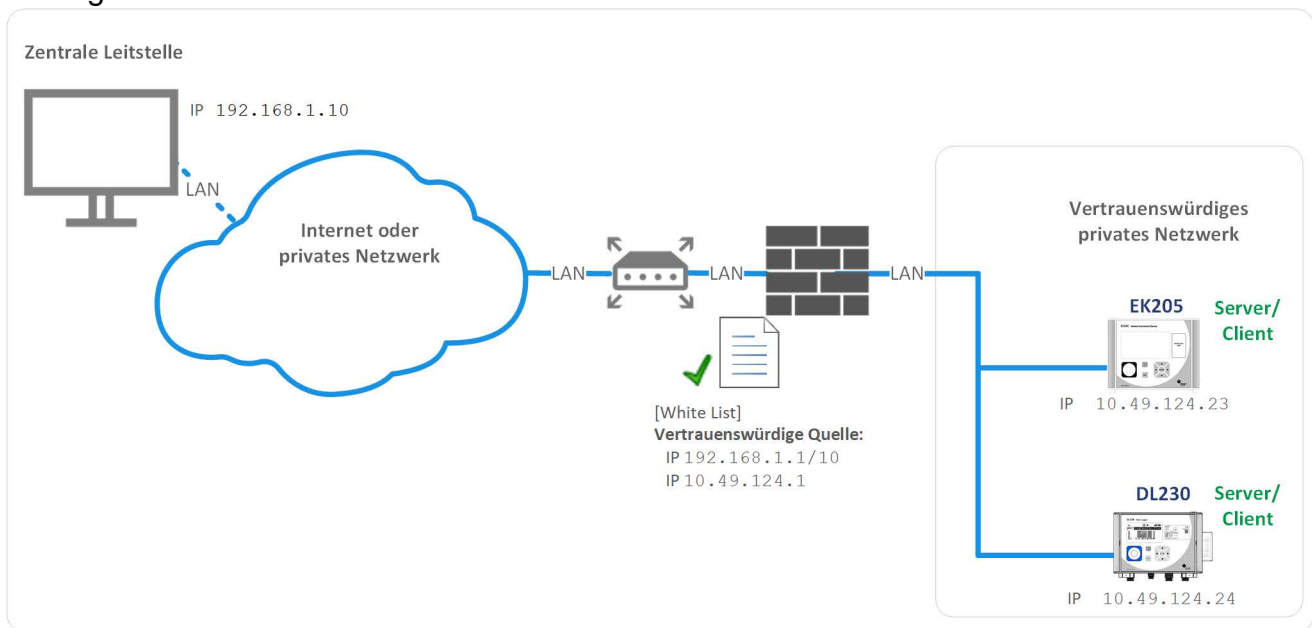 Zentrale Leitstelle
IP 192.168.1.10
LAN
Internet oder
privates Netzwerk
LAN
LAN
LAN
[White List]
Vertrauenswürdige Quelle:
IP 192.168.1.1/10
IP 10.49.124.1
Vertrauenswürdiges
privates Netzwerk
EK205
Server/
Client
IP 10.49.124.23
DL230
Server/
Client
IP 10.49.124.24